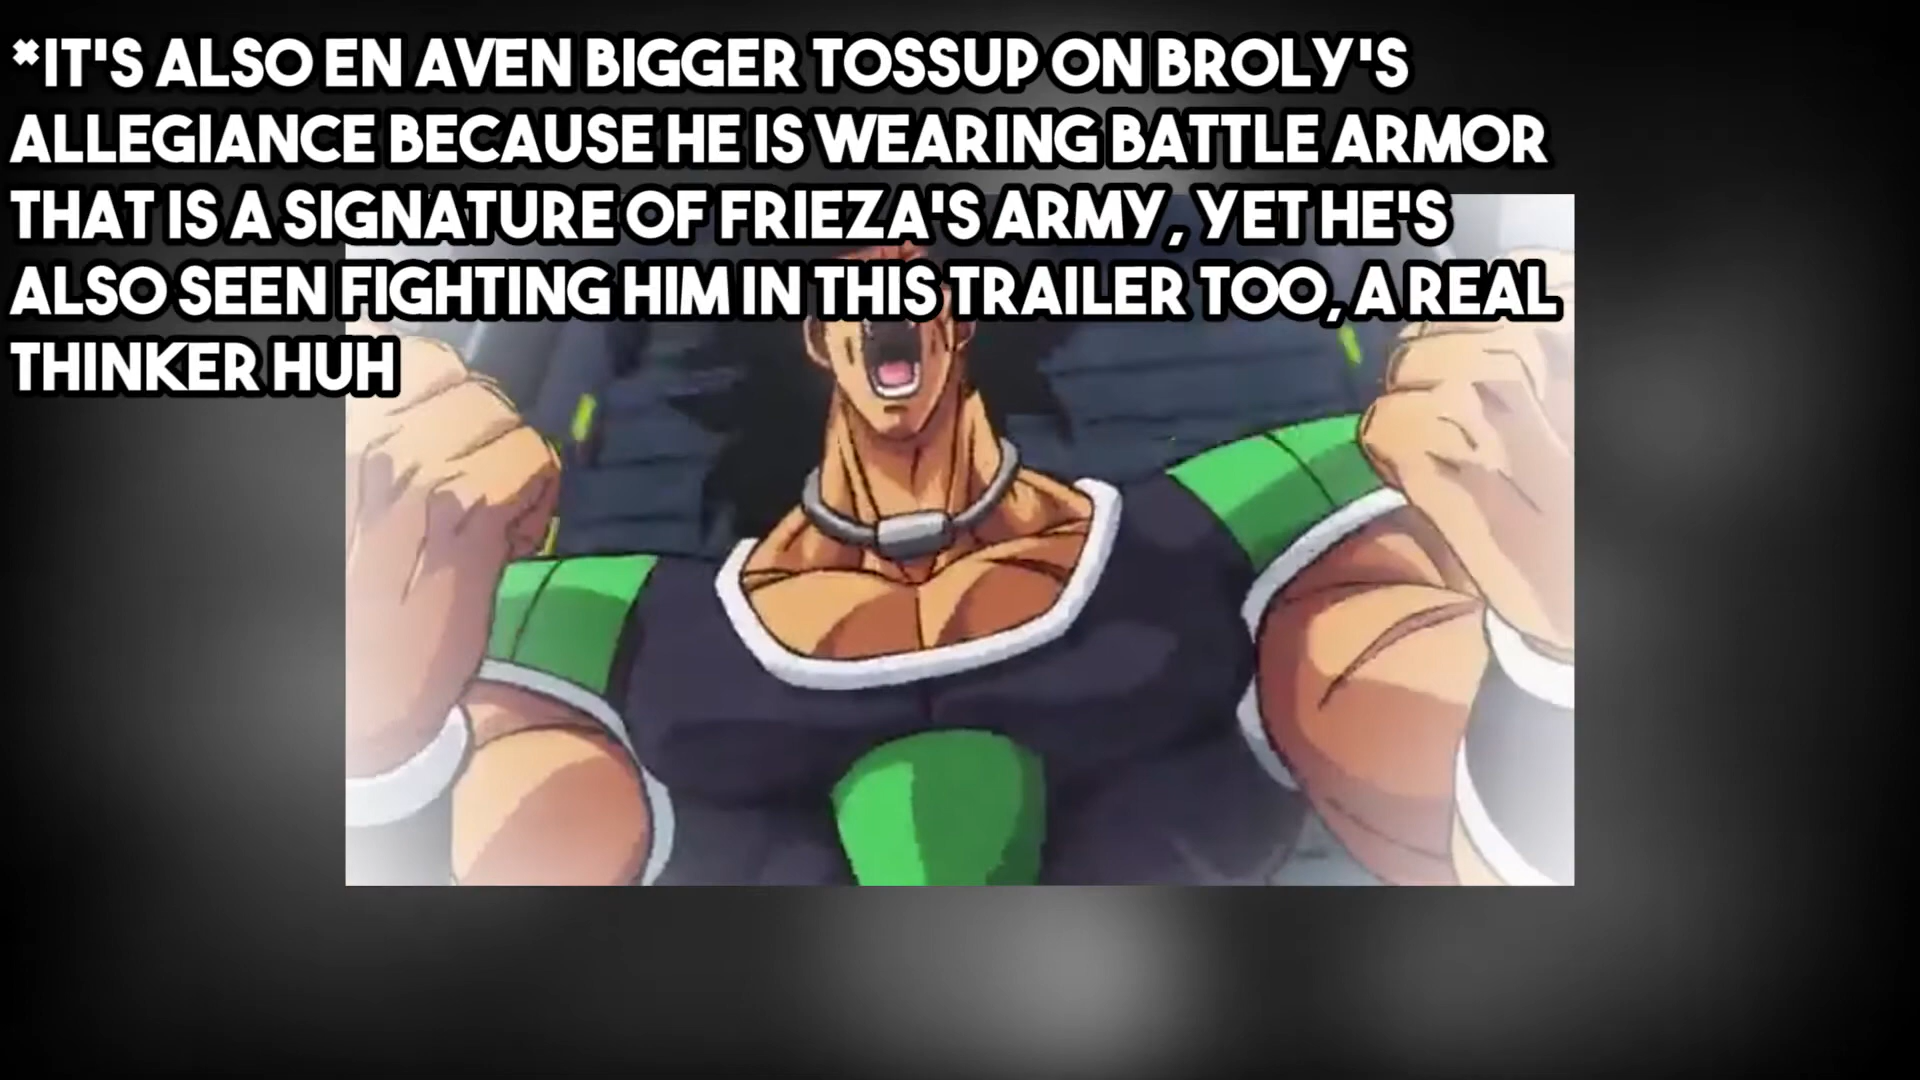 *IT'S ALSO EN AVEN BIGGER TOSSUP ON BROLY'S
ALLEGIANCE BECAUSE HE IS WEARING BATTLE ARMOR
THAT IS A SIGNATURE OF FRIEZA'S ARMY, YET HE'S
ALSO SEEN FIGHTING HIM IN THIS TRAILER TOO, A REAL
THINKER HUH